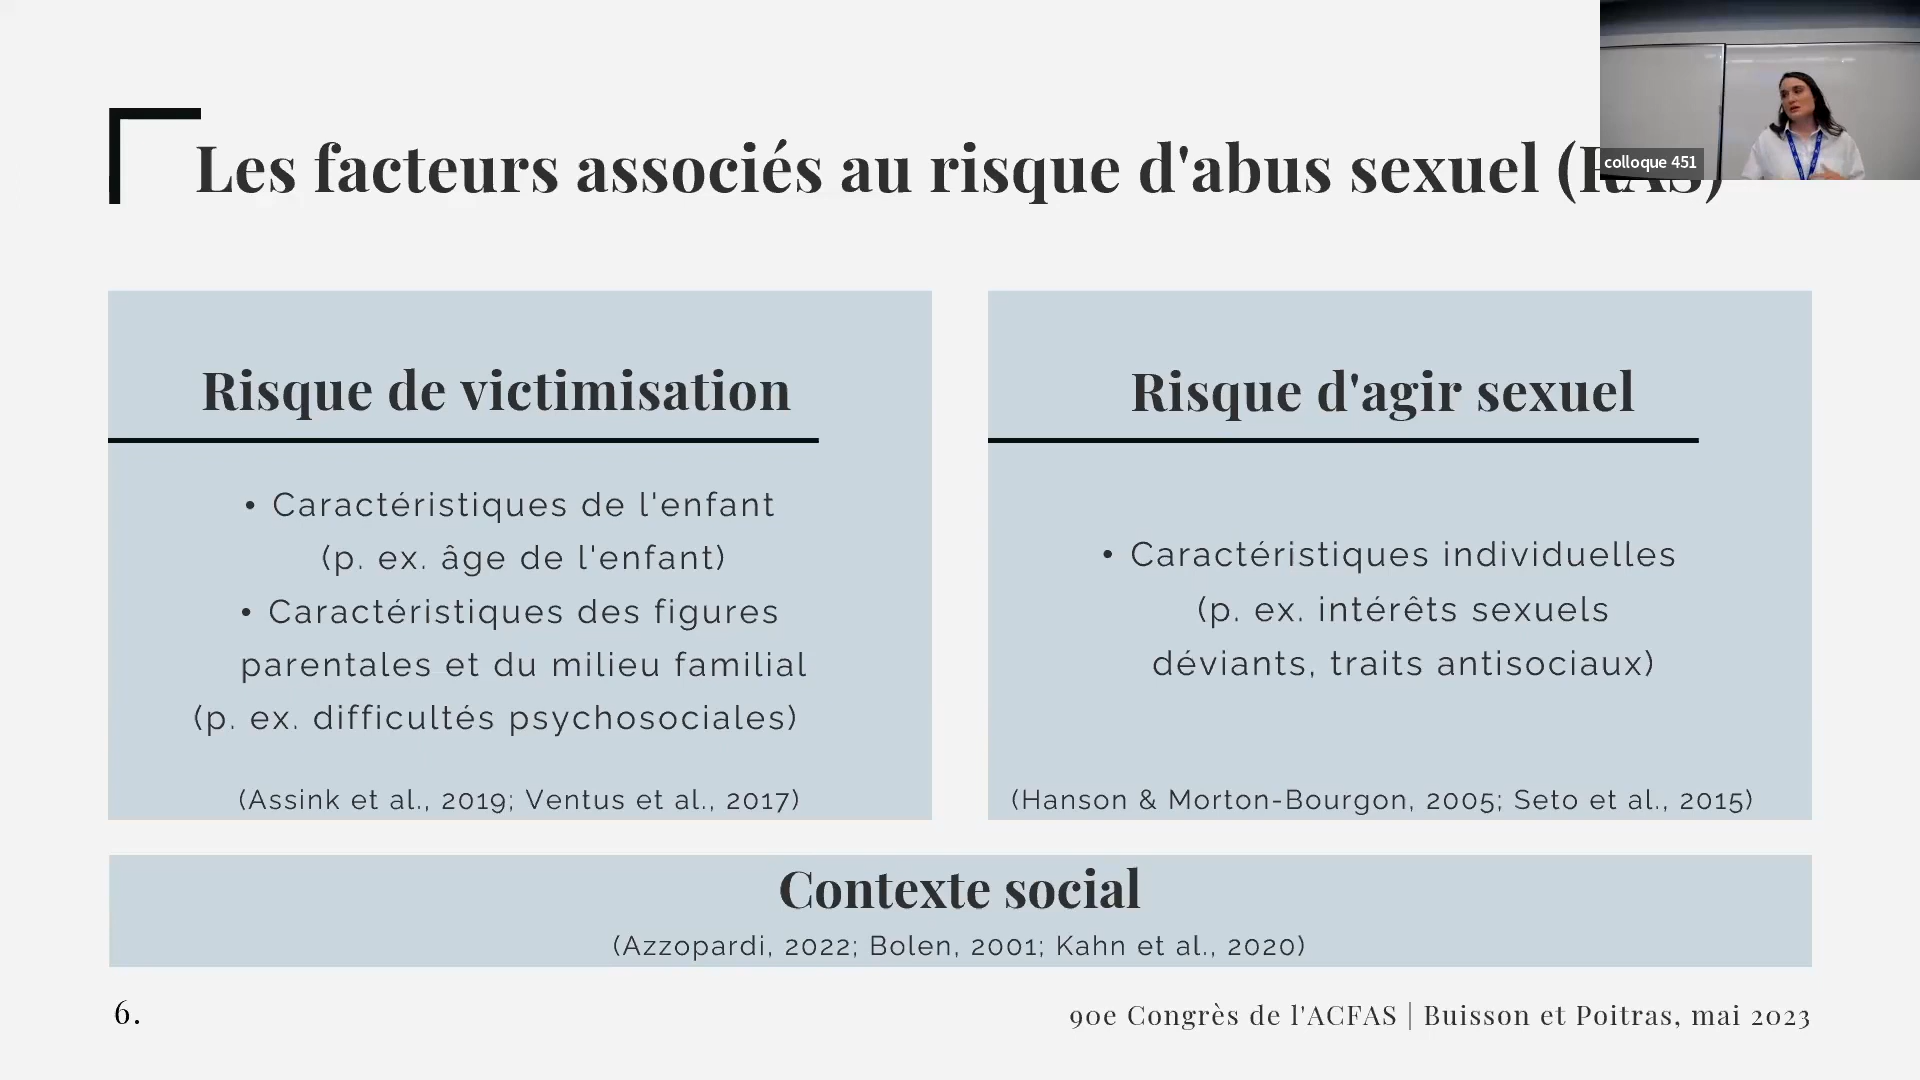 Les facteurs associés au risque d'abus sexuel (RAS)
colloque 451
Risque de victimisation
• Caractéristiques de l'enfant
(p. ex. âge de l'enfant)
• Caractéristiques des figures
parentales et du milieu familial
(p. ex. difficultés psychosociales)
(Assink et al., 2019; Ventus et al., 2017)
Risque d'agir sexuel
• Caractéristiques individuelles
(p. ex. intérêts sexuels
déviants, traits antisociaux)
(Hanson & Morton-Bourgon, 2005; Seto et al., 2015)
Contexte social
(Azzopardi, 2022; Bolen, 2001; Kahn et al., 2020)
6.
90e Congrès de l'ACFAS | Buisson et Poitras, mai 2023